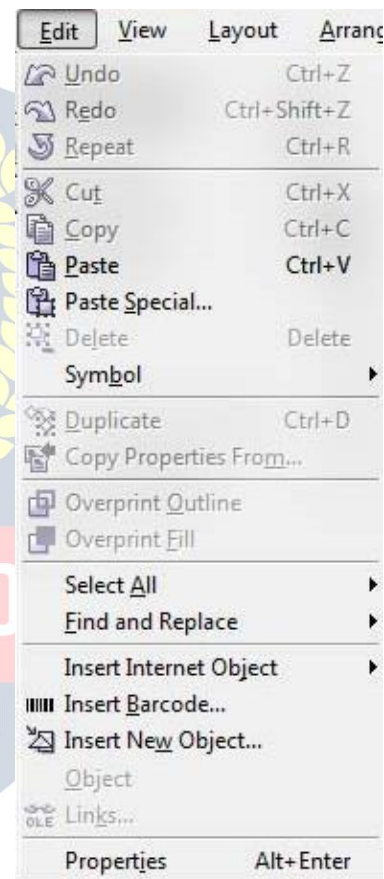 Edit View Layout Arrang
Undo Ctrl+Z
Redo Ctrl+Shift+Z
Repeat Ctrl+R
Cut Ctrl+X
Copy Ctrl+C
Paste Ctrl+V
Paste Special...
Delete Delete
Symbol
Duplicate Ctrl+D
Copy Properties From...
Overprint Outline
Overprint Fill
Select All
Find and Replace
Insert Internet Object
Insert Barcode...
Insert New Object...
Object
OLE Links...
Properties Alt+Enter